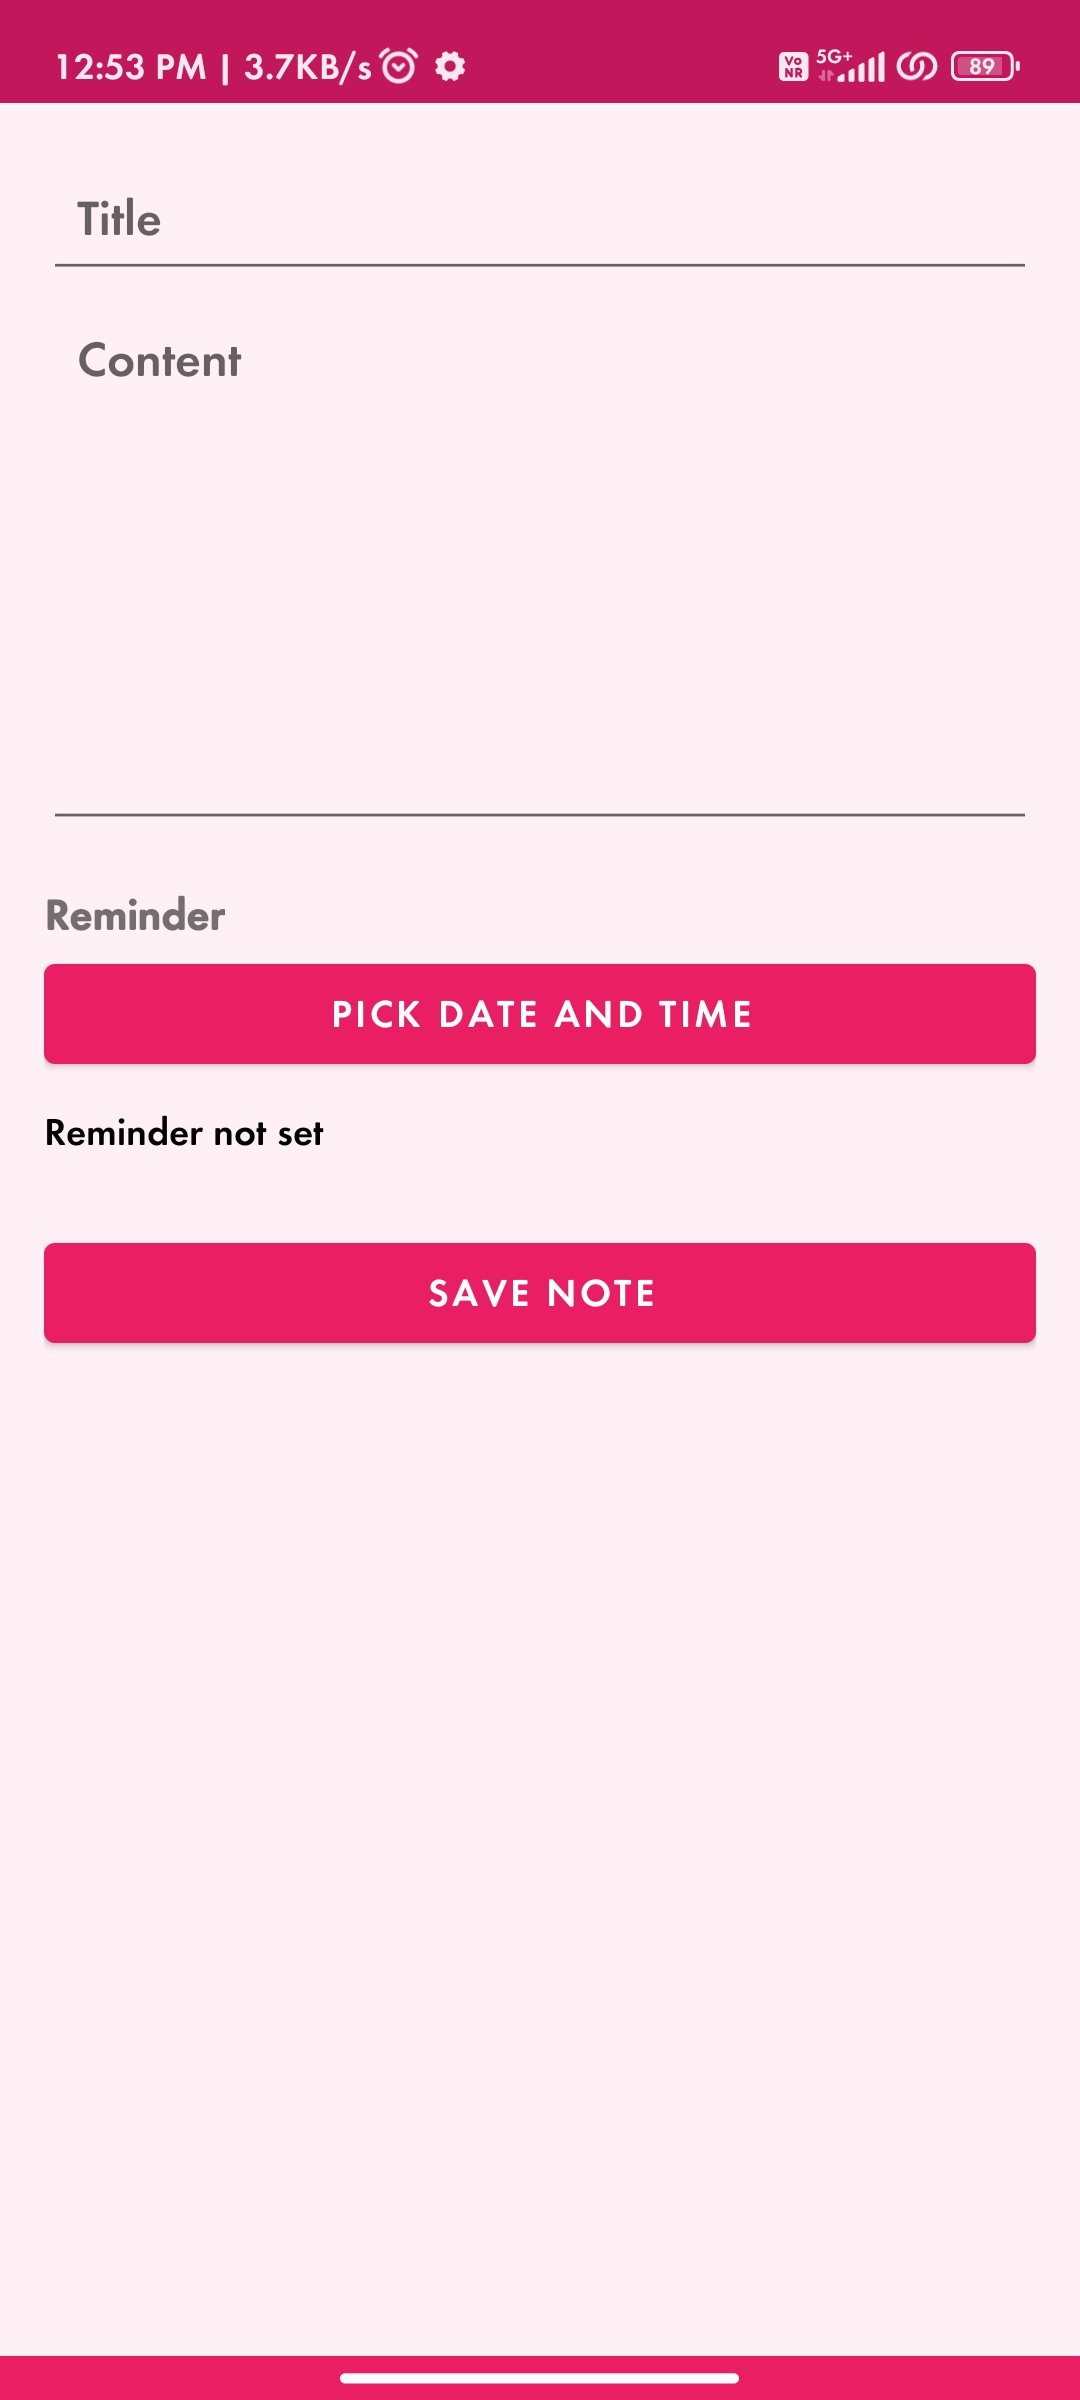 12:53 PM | 3.7KB/s Vo NR 5G+ 89
Title
Content
Reminder
PICK DATE AND TIME
Reminder not set
SAVE NOTE